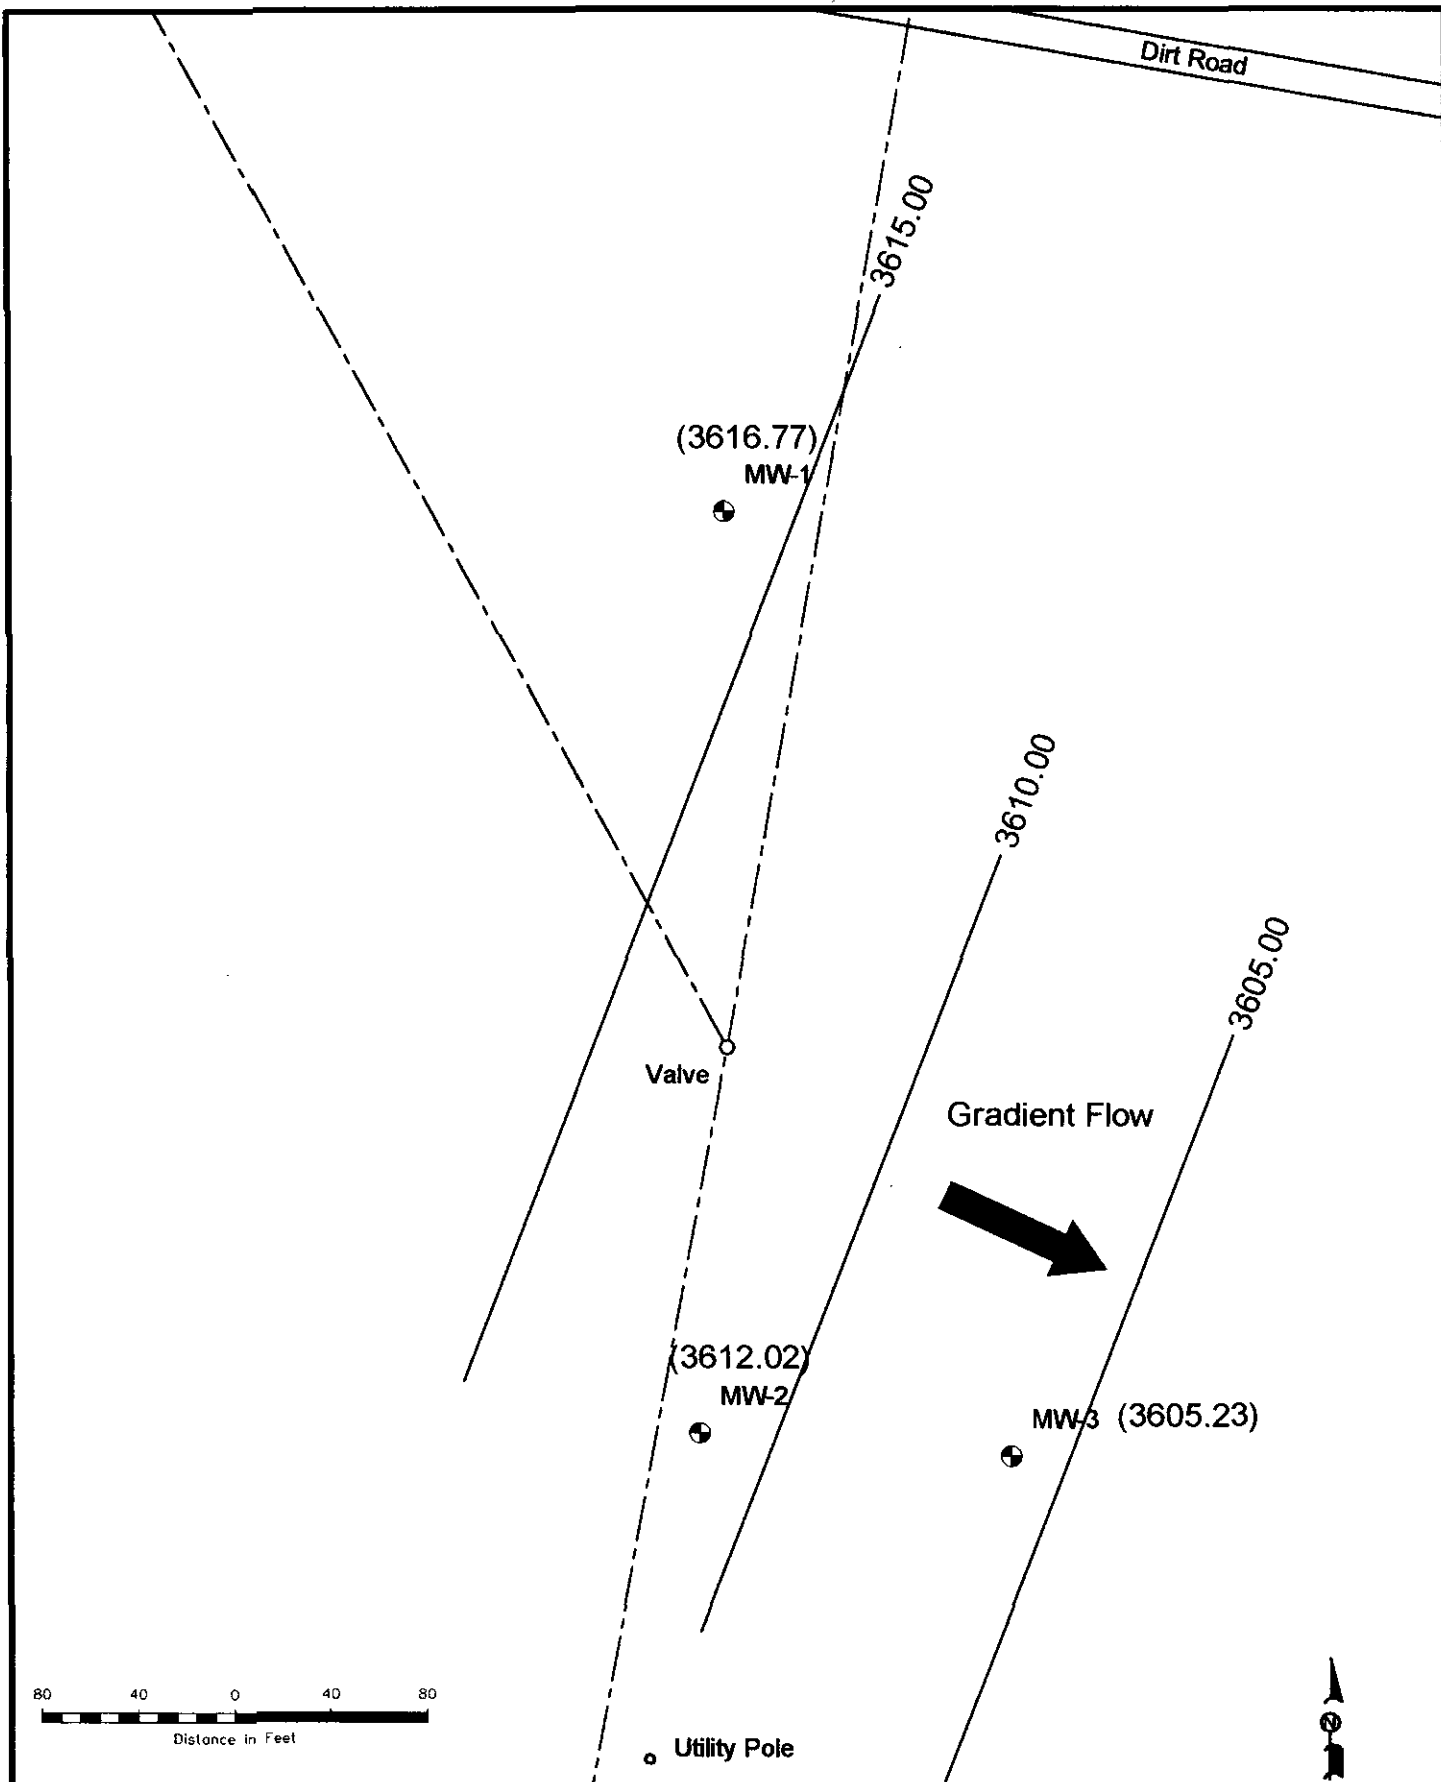 Dirt Road
3615.00
(3616.77)
MW-1
3610.00
3605.00
Valve
Gradient Flow
(3612.02)
MW-2
MW-3 (3605.23)
80 40 0 40 80
Distance in Feet
N
Utility Pole